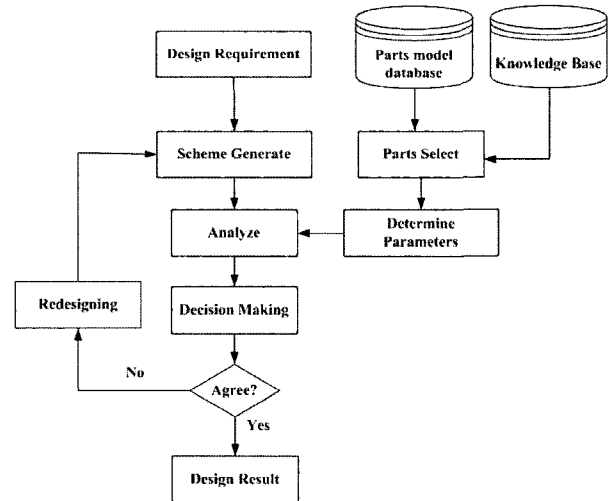 Design Requirement
Parts model
database
Knowledge Base
Scheme Generate
Parts Select
Analyze
Determine
Parameters
Redesigning
Decision Making
No
Agree?
Yes
Design Result